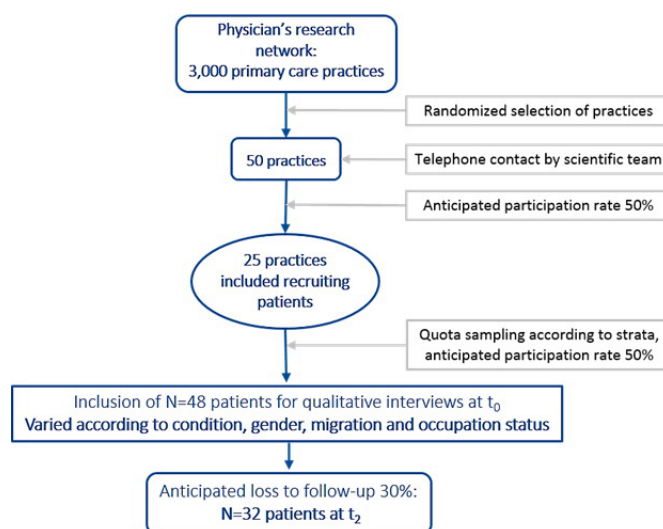 Physician's research
network:
3,000 primary care practices
Randomized selection of practices
50 practices
Telephone contact by scientific team
Anticipated participation rate 50%
25 practices
included recruiting
patients
Quota sampling according to strata,
anticipated participation rate 50%
Inclusion of N=48 patients for qualitative interviews at t0
Varied according to condition, gender, migration and occupation status
Anticipated loss to follow-up 30%:
N=32 patients at t2